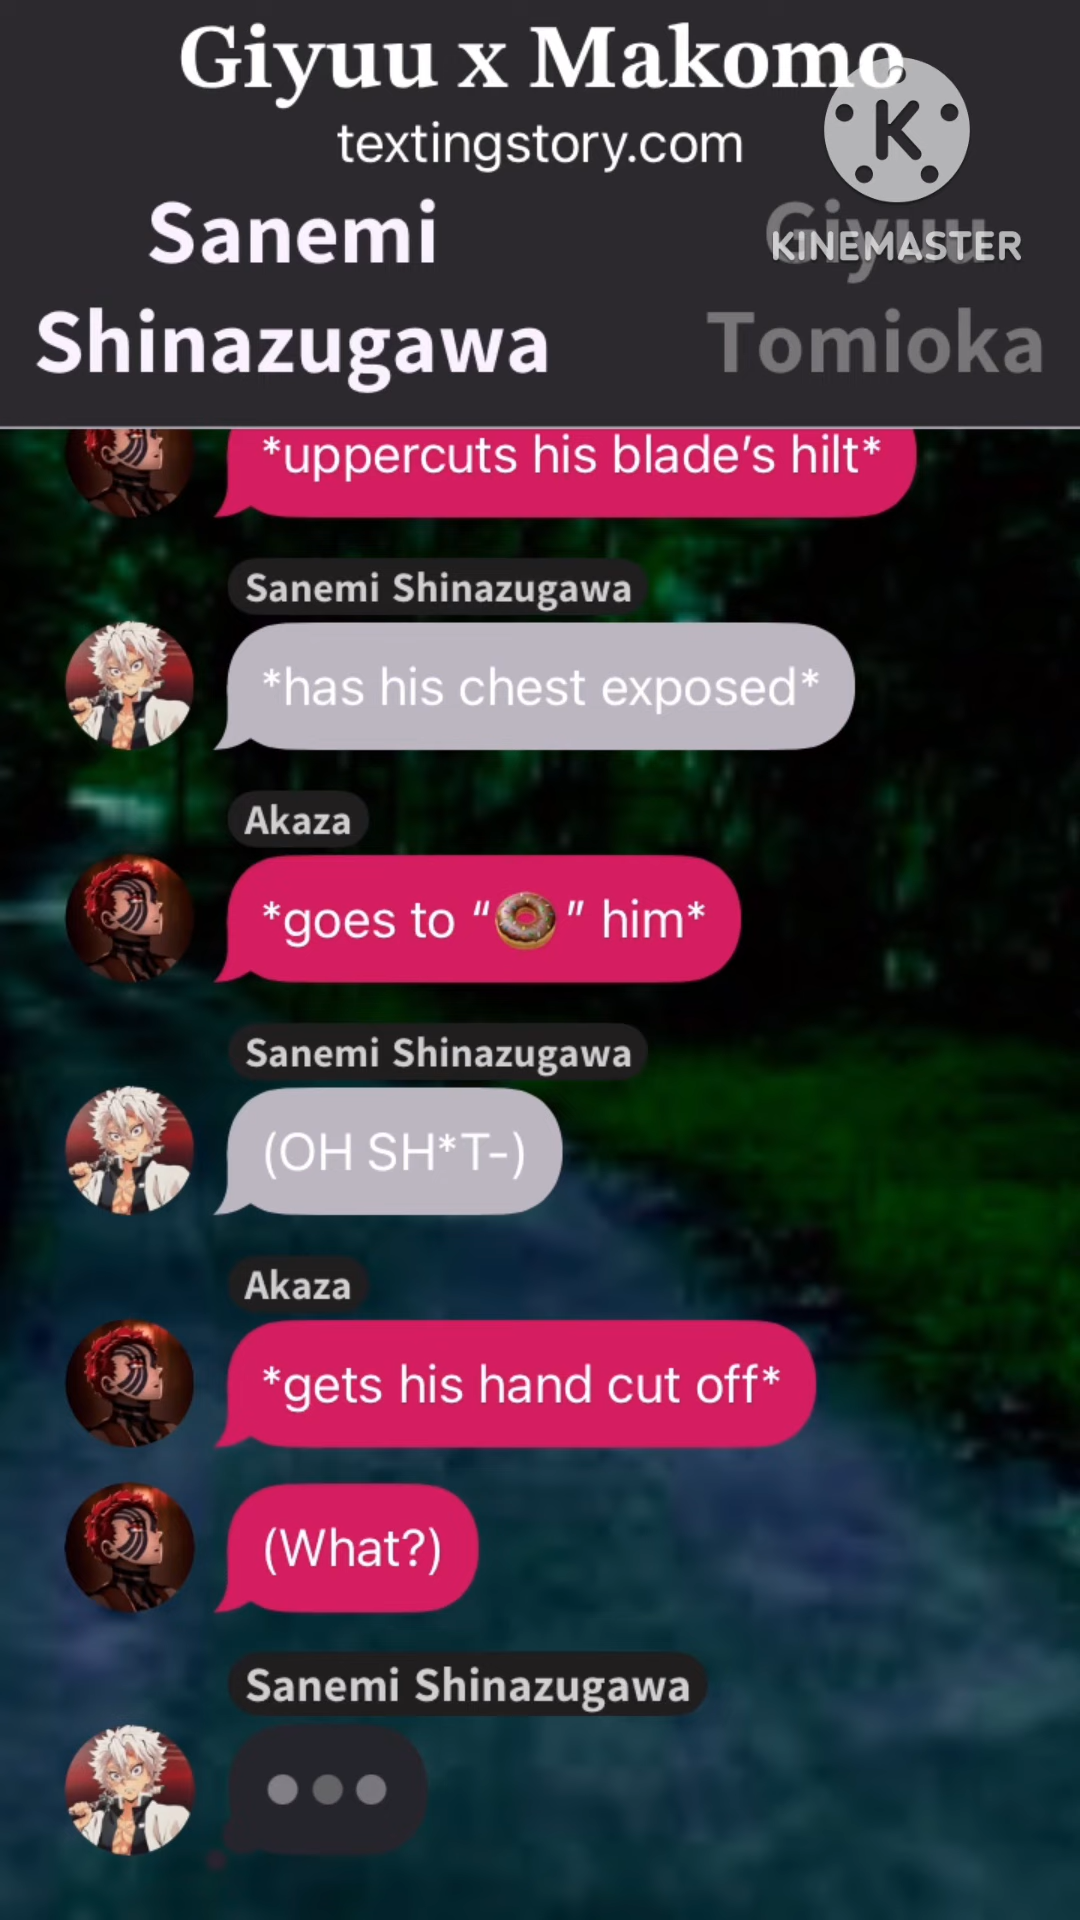 Giyuu x Makomo
textingstory.com
K
KINEMASTER
Sanemi
Shinazugawa
Giyuu
Tomioka
*uppercuts his blade’s hilt*
Sanemi Shinazugawa
*has his chest exposed*
Akaza
*goes to “🍩” him*
Sanemi Shinazugawa
(OH SH*T-)
Akaza
*gets his hand cut off*
(What?)
Sanemi Shinazugawa